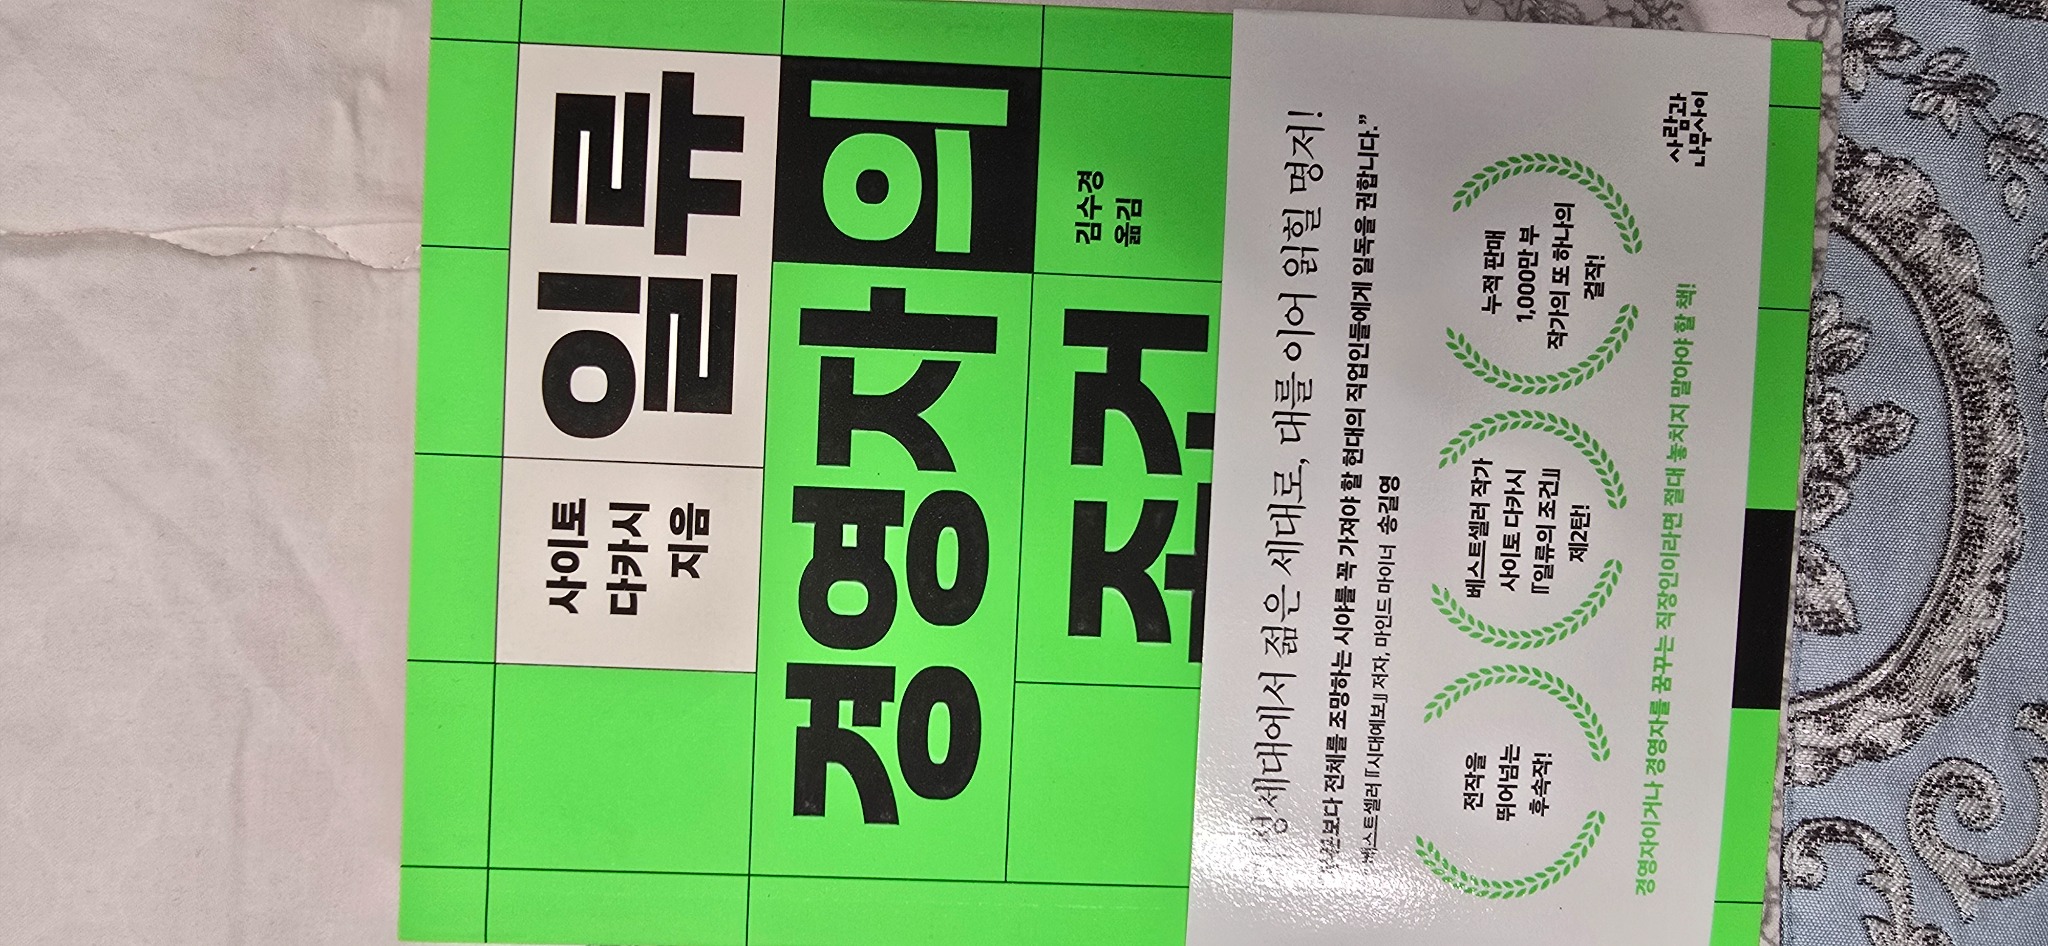 사이토
다카시
지음
일류
경영자의
조건
김수경
옮김
기성세대에서 젊은 세대로, 대를 이어 읽힐 명저!
전체를 조망하는 시야를 꼭 가져야 할 현대의 직업인들에게 일독을 권합니다.”
베스트셀러 『시대예보』 저자, 마인드 마이너 송길영
전작을
뛰어넘는
후속작!
베스트셀러 작가
사이토 다카시
『일류의 조건』
제2탄!
누적 판매
1,000만 부
작가의 또 하나의
걸작!
경영자이거나 경영자를 꿈꾸는 직장인이라면 절대 놓치지 말아야 할 책!
사람과
나무사이